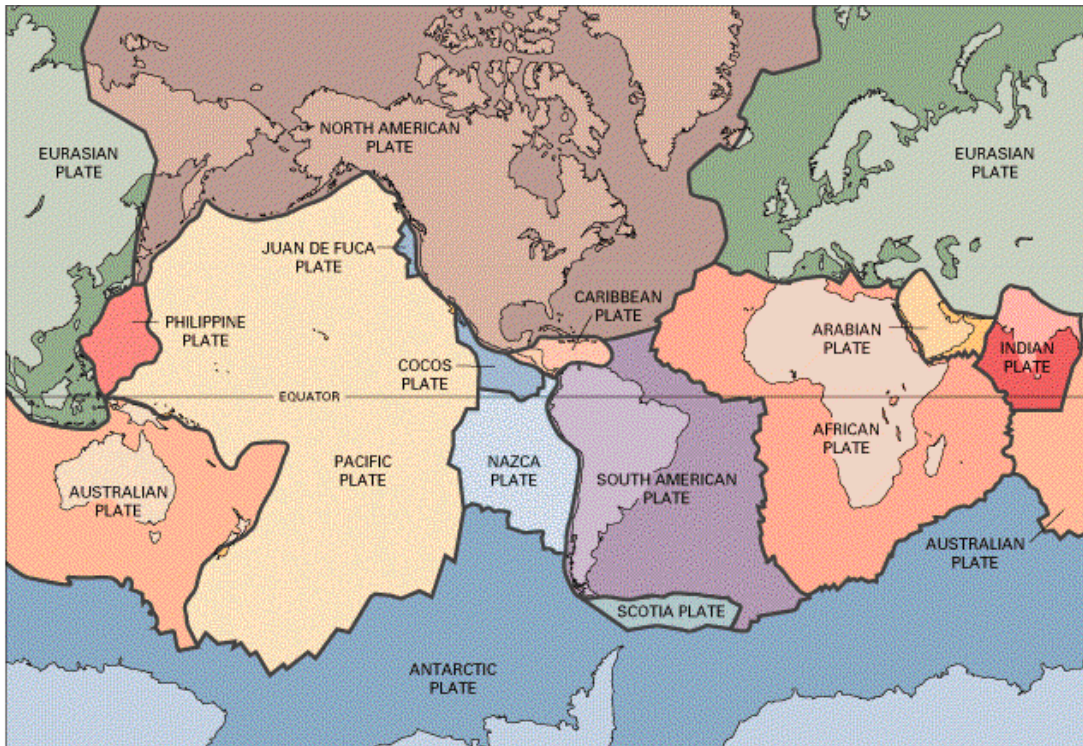 NORTH AMERICAN
PLATE
EURASIAN
PLATE
EURASIAN
PLATE
JUAN DE FUCA
PLATE
CARIBBEAN
PLATE
PHILIPPINE
PLATE
ARABIAN
PLATE
INDIAN
PLATE
COCOS
PLATE
EQUATOR
AFRICAN
PLATE
PACIFIC
PLATE
NAZCA
PLATE
SOUTH AMERICAN
PLATE
AUSTRALIAN
PLATE
AUSTRALIAN
PLATE
SCOTIA PLATE
ANTARCTIC
PLATE